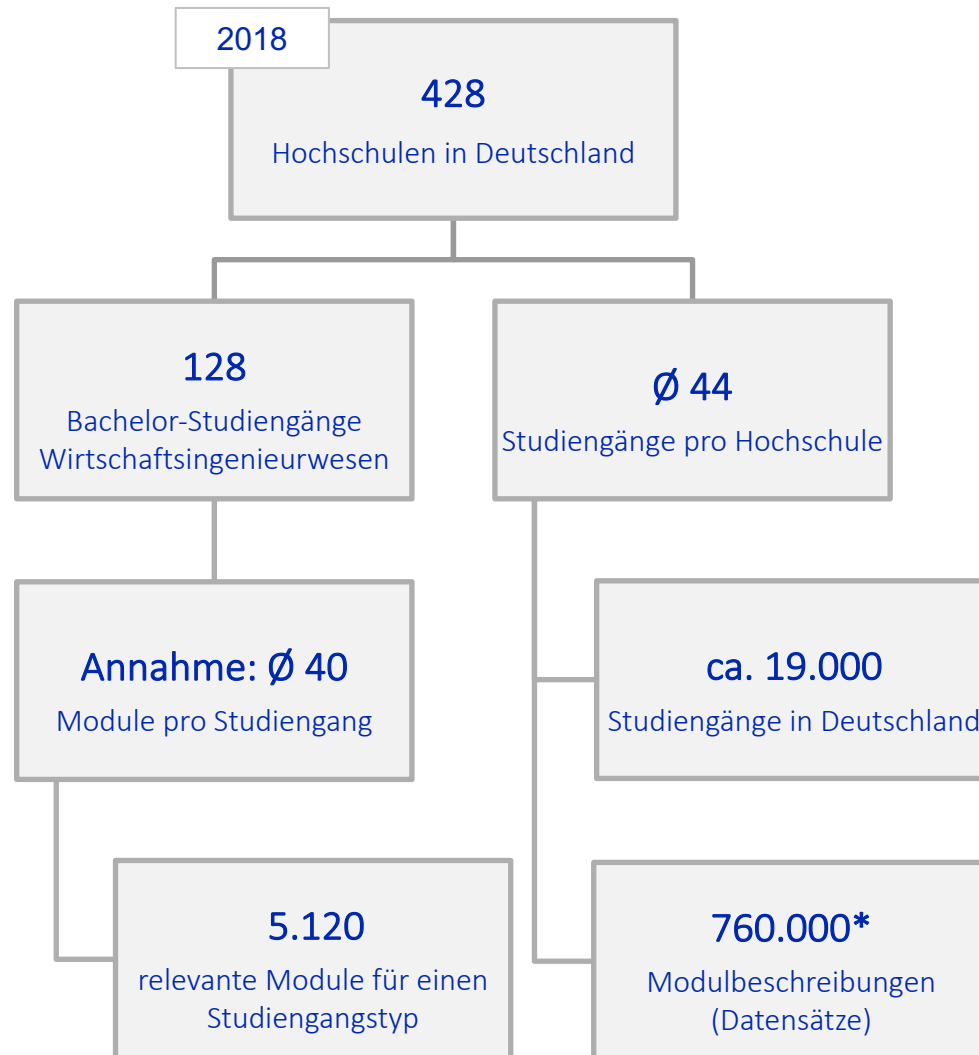 2018
428
Hochschulen in Deutschland
128
Bachelor-Studiengänge
Wirtschaftsingenieurwesen
Ø 44
Studiengänge pro Hochschule
Annahme: Ø 40
Module pro Studiengang
ca. 19.000
Studiengänge in Deutschland
5.120
relevante Module für einen
Studiengangstyp
760.000*
Modulbeschreibungen
(Datensätze)